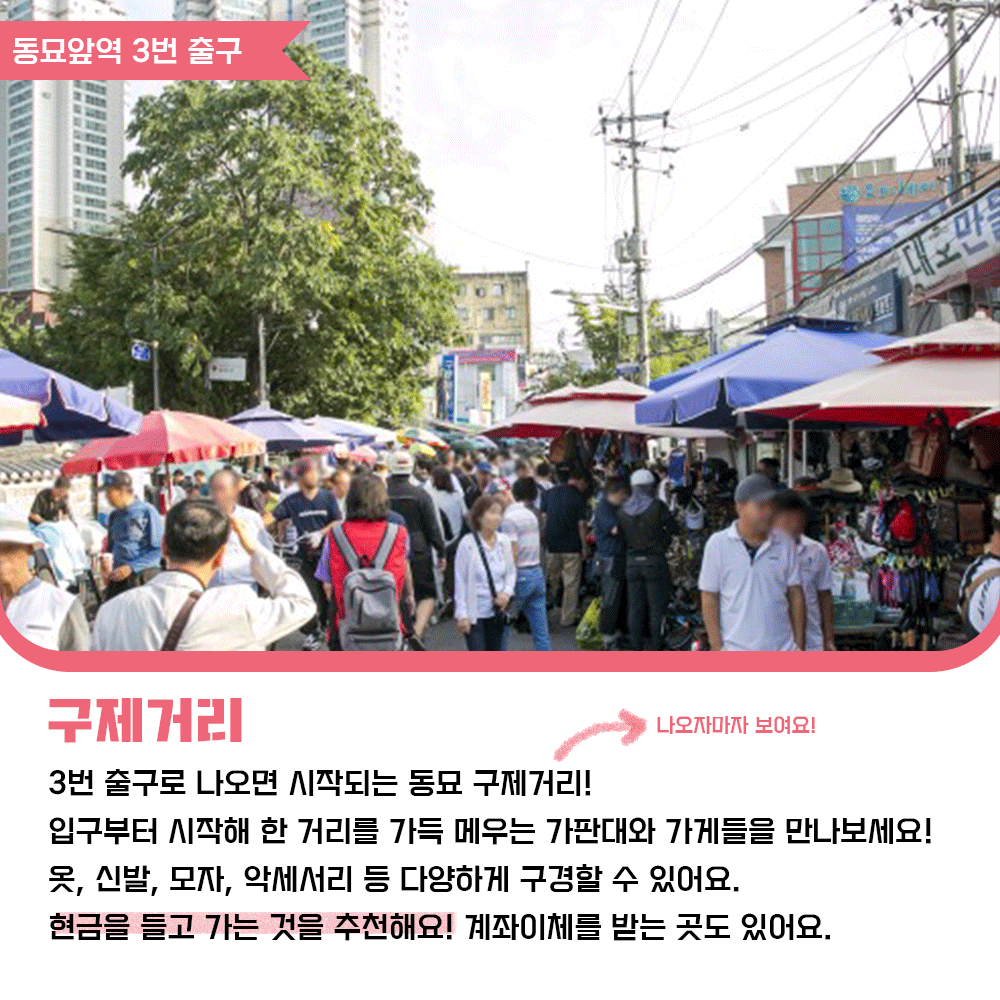 동묘앞역 3번 출구
구제거리
나오자마자 보여요!
3번 출구로 나오면 시작되는 동묘 구제거리!
입구부터 시작해 한 거리를 가득 메우는 가판대와 가게들을 만나보세요!
옷, 신발, 모자, 악세서리 등 다양하게 구경할 수 있어요.
현금을 들고 가는 것을 추천해요! 계좌이체를 받는 곳도 있어요.